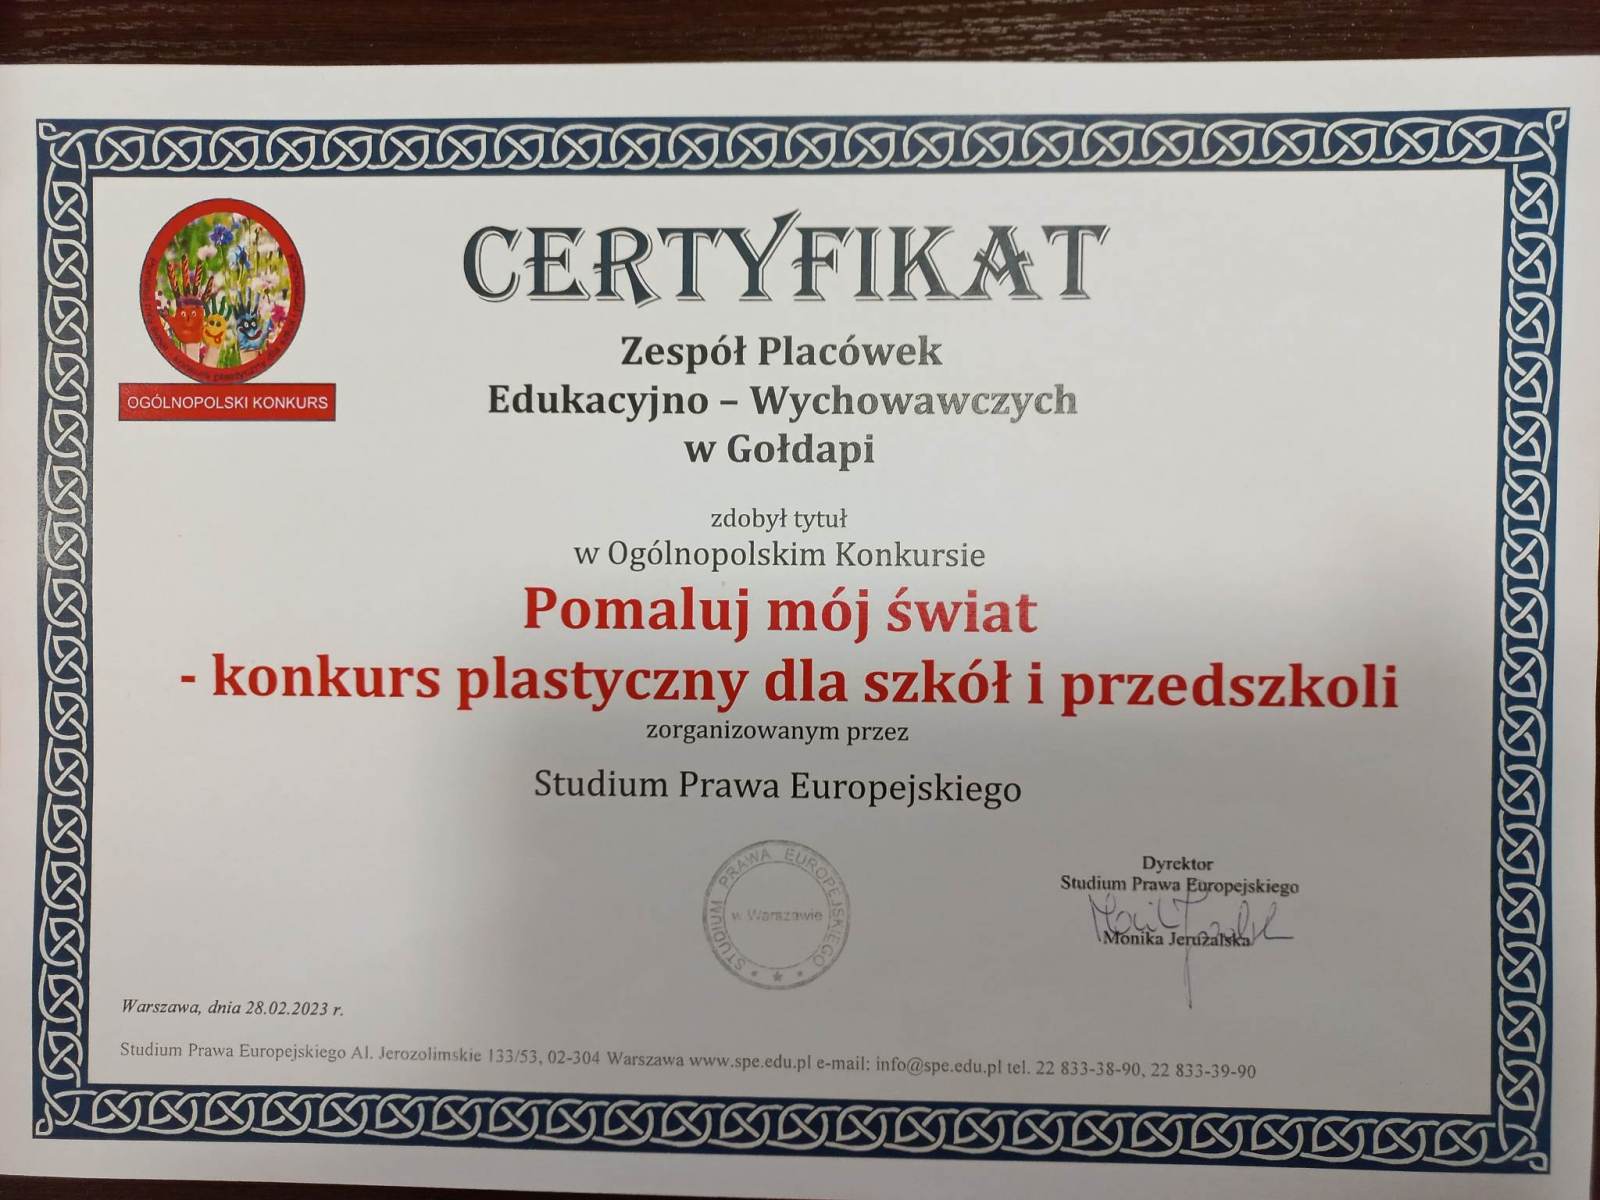 CERTYFIKAT
OGÓLNOPOLSKI KONKURS
Zespół Placówek
Edukacyjno – Wychowawczych
w Gołdapi
zdobył tytuł
w Ogólnopolskim Konkursie
Pomaluj mój świat
- konkurs plastyczny dla szkół i przedszkoli
zorganizowanym przez
Studium Prawa Europejskiego
STUDIUM PRAWA EUROPEJSKIEGO
w Warszawie
Dyrektor
Studium Prawa Europejskiego
Monika Jeruzalska
Warszawa, dnia 28.02.2023 r.
Studium Prawa Europejskiego Al. Jerozolimskie 133/53, 02-304 Warszawa www.spe.edu.pl e-mail: info@spe.edu.pl tel. 22 833-38-90, 22 833-39-90